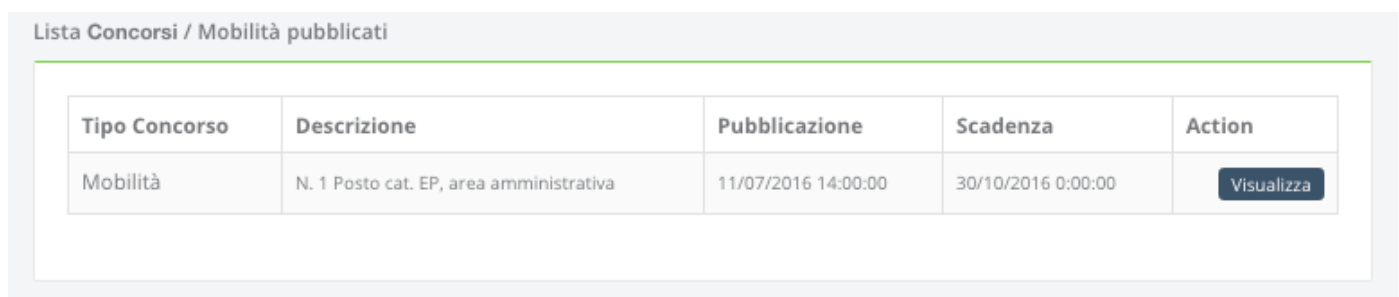 Lista Concorsi / Mobilità pubblicati
Tipo Concorso Descrizione Pubblicazione Scadenza Action
Mobilità N. 1 Posto cat. EP, area amministrativa 11/07/2016 14:00:00 30/10/2016 0:00:00 Visualizza